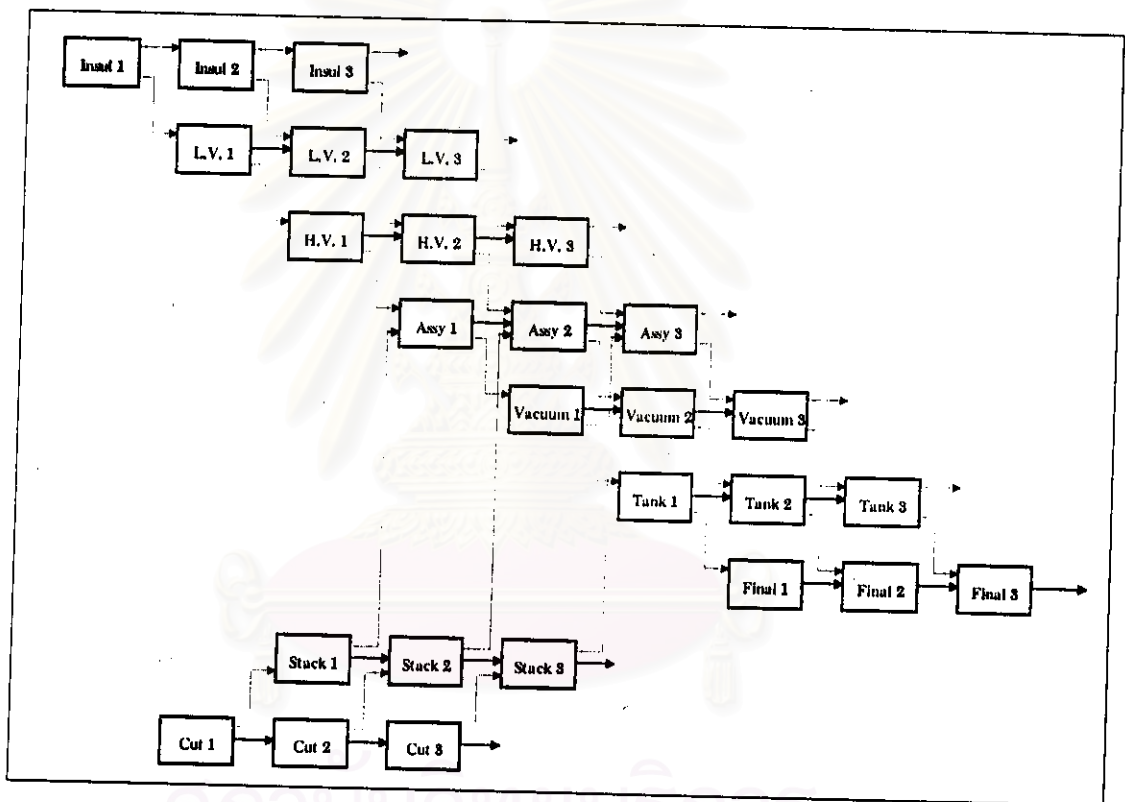 Insul 1
Insul 2
Insul 3
L.V. 1
L.V. 2
L.V. 3
H.V. 1
H.V. 2
H.V. 3
Assy 1
Assy 2
Assy 3
Vacuum 1
Vacuum 2
Vacuum 3
Tank 1
Tank 2
Tank 3
Final 1
Final 2
Final 3
Stack 1
Stack 2
Stack 3
Cut 1
Cut 2
Cut 3